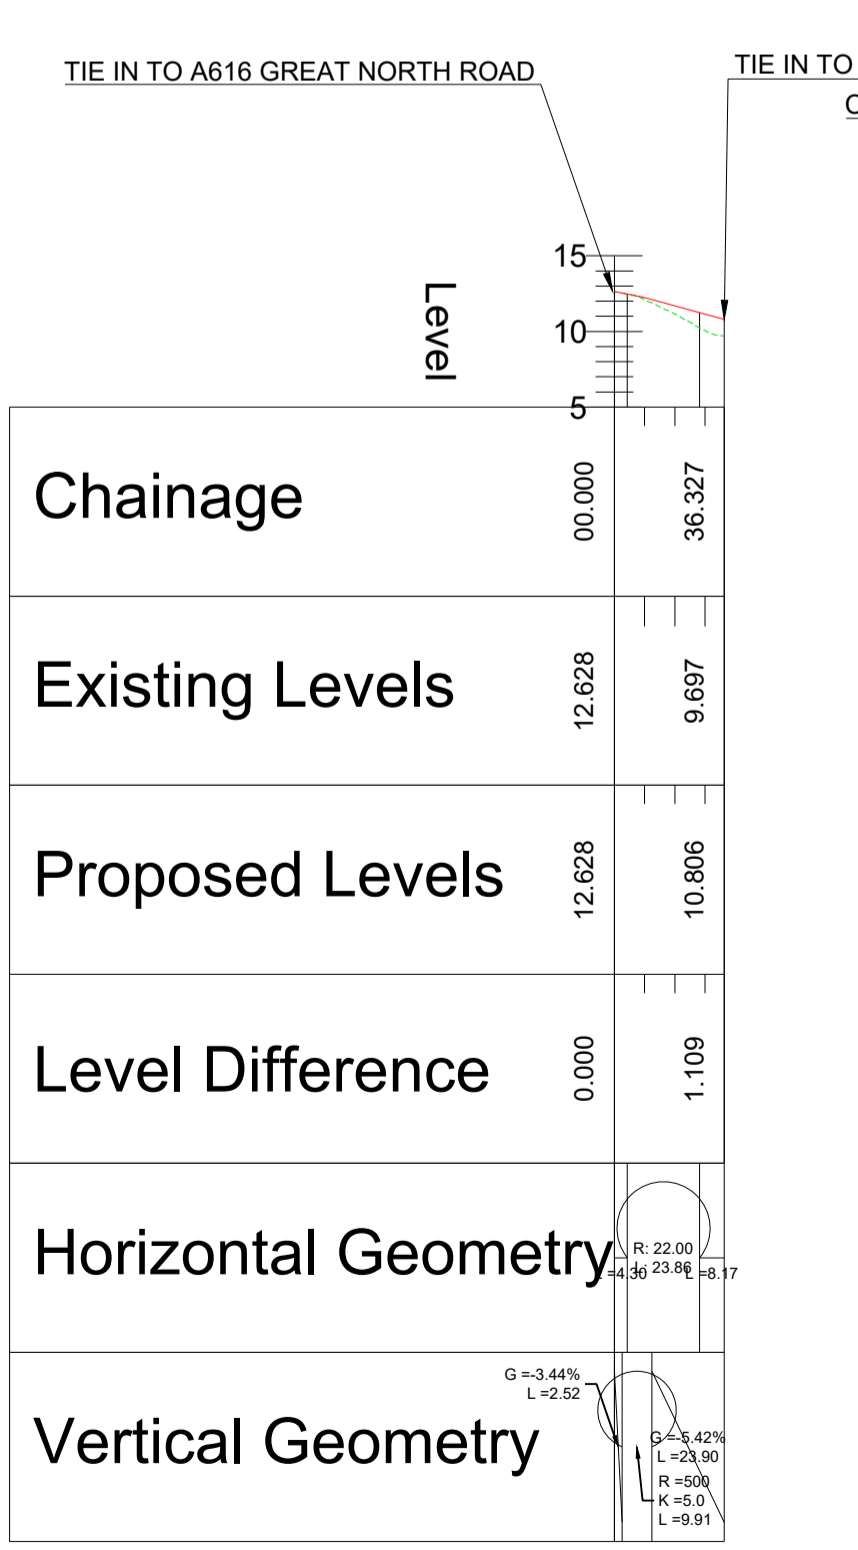 TIE IN TO A616 GREAT NORTH ROAD
TIE IN TO
Level
15
10
5
Chainage
00.000
36.327
Existing Levels
12.628
9.697
Proposed Levels
12.628
10.806
Level Difference
0.000
1.109
Horizontal Geometry
L =4.30
R: 22.00
L: 23.86
L =8.17
Vertical Geometry
G =-3.44%
L =2.52
G =-5.42%
L =23.90
R =500
K =5.0
L =9.91